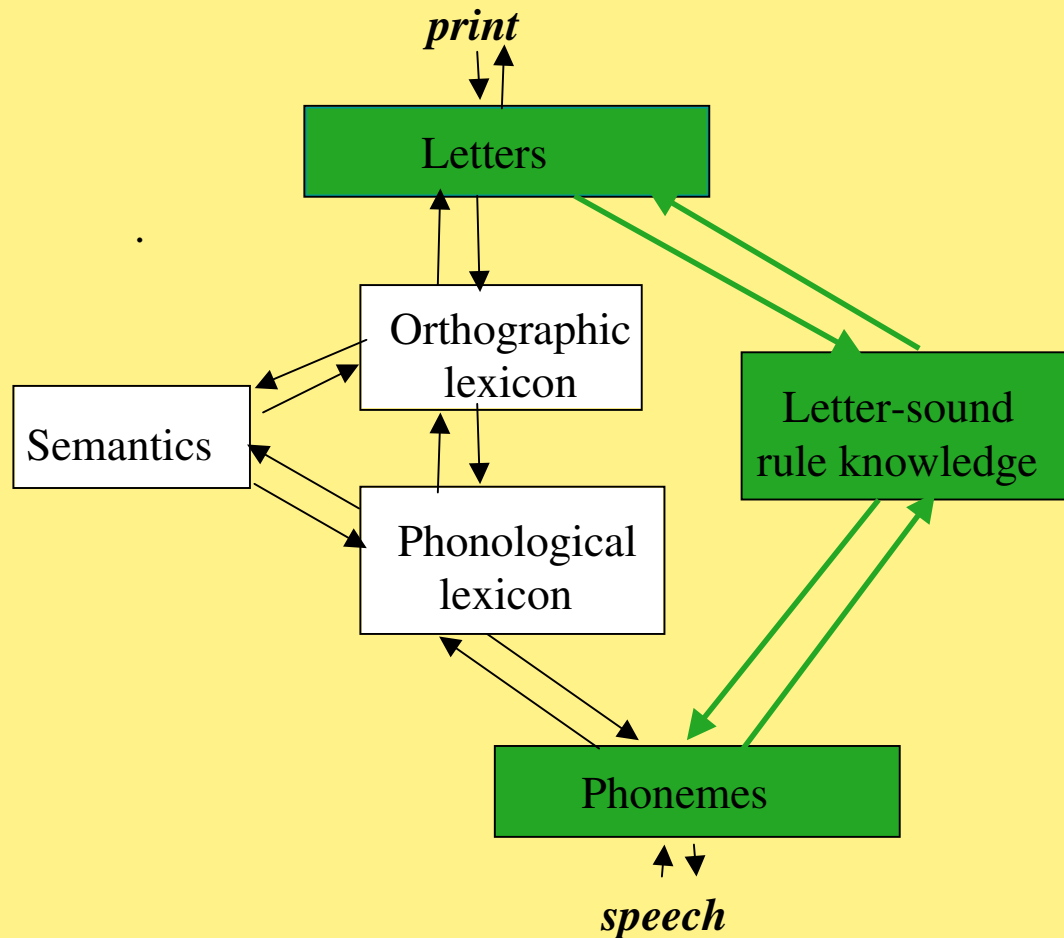 print
Letters
.
Orthographic
lexicon
Semantics
Letter-sound
rule knowledge
Phonological
lexicon
Phonemes
speech